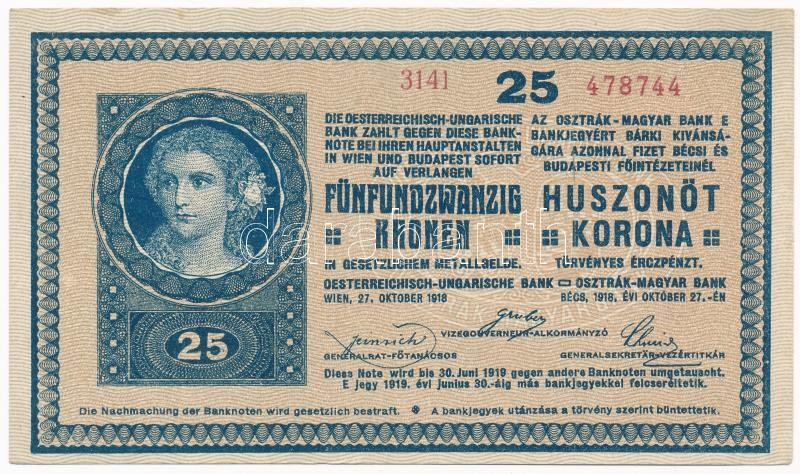 3141 25 478744
DIE OESTERREICHISCH-UNGARISCHE
BANK ZAHLT GEGEN DIESE BANK-
NOTE BEI IHREN HAUPTANSTALTEN
IN WIEN UND BUDAPEST SOFORT
AUF VERLANGEN
FÜNFUNDZWANZIG
KRONEN
IN GESETZLICHEM METALLGELDE.
AZ OSZTRÁK-MAGYAR BANK E
BANKJEGYÉRT BÁRKI KIVÁNSÁ-
GÁRA AZONNAL FIZET BÉCSI ÉS
BUDAPESTI FŐINTÉZETEINÉL
HUSZONÖT
KORONA
TÖRVÉNYES ÉRCZPÉNZT.
OESTERREICHISCH-UNGARISCHE BANK OSZTRÁK-MAGYAR BANK
WIEN, 27. OKTOBER 1918 BÉCS, 1918. ÉVI OKTÓBER 27.-ÉN
Gruber
VIZEGOUVERNEUR-ALKORMÁNYZÓ
GENERALRAT-FŐTANÁCSOS GENERALSEKRETÄR-VEZÉRTITKÁR
Diese Note wird bis 30. Juni 1919 gegen andere Banknoten umgetauscht.
E jegy 1919. évi junius 30.-áig más bankjegyekkel felcseréltetik.
25
Die Nachmachung der Banknoten wird gesetzlich bestraft. A bankjegyek utánzása a törvény szerint büntettetik.
darabanth